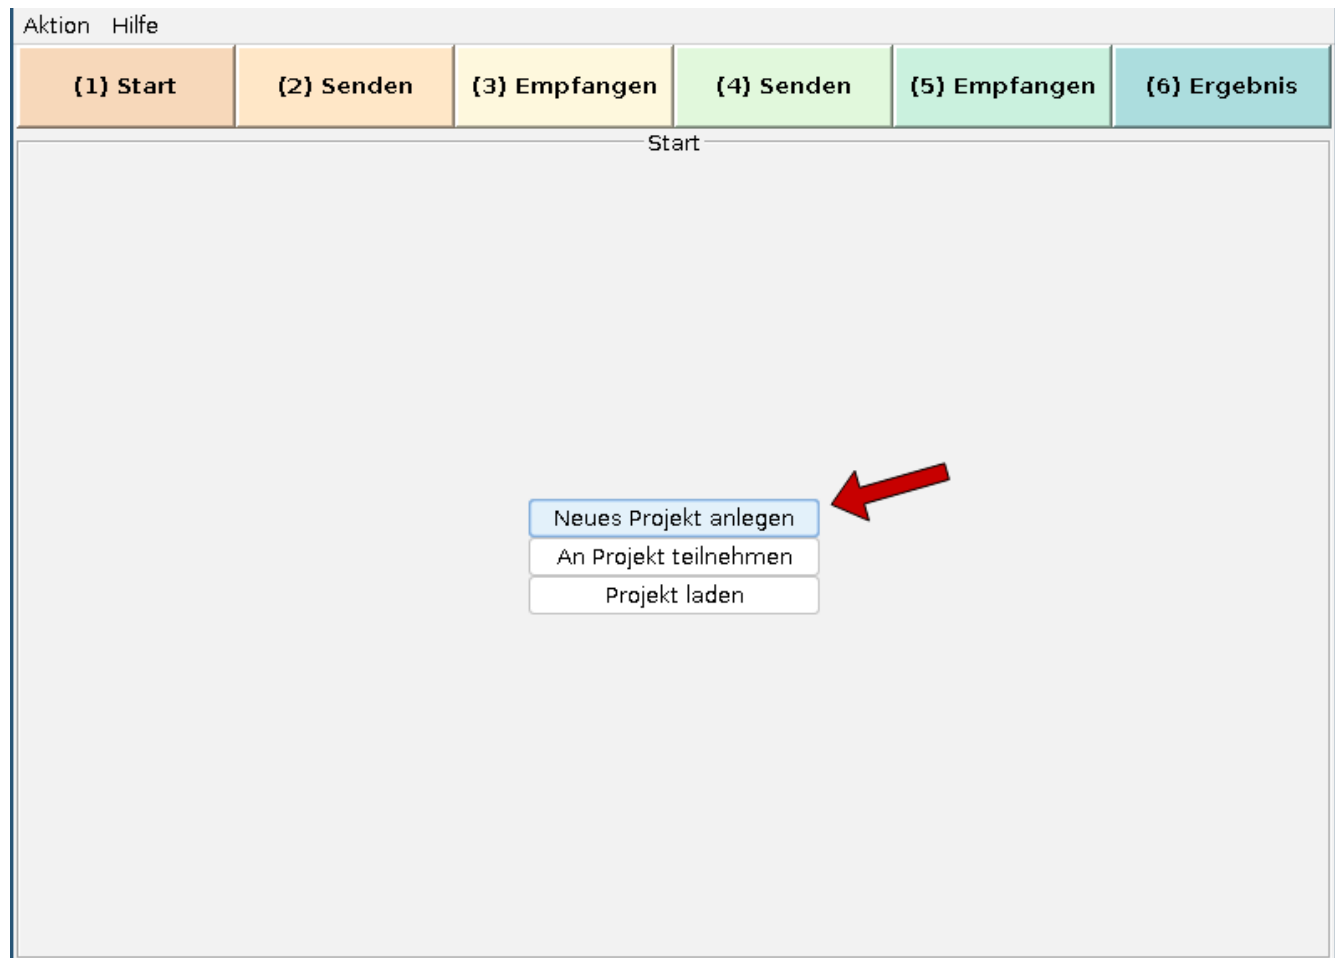 Aktion Hilfe
(1) Start (2) Senden (3) Empfangen (4) Senden (5) Empfangen (6) Ergebnis
Start
Neues Projekt anlegen
An Projekt teilnehmen
Projekt laden